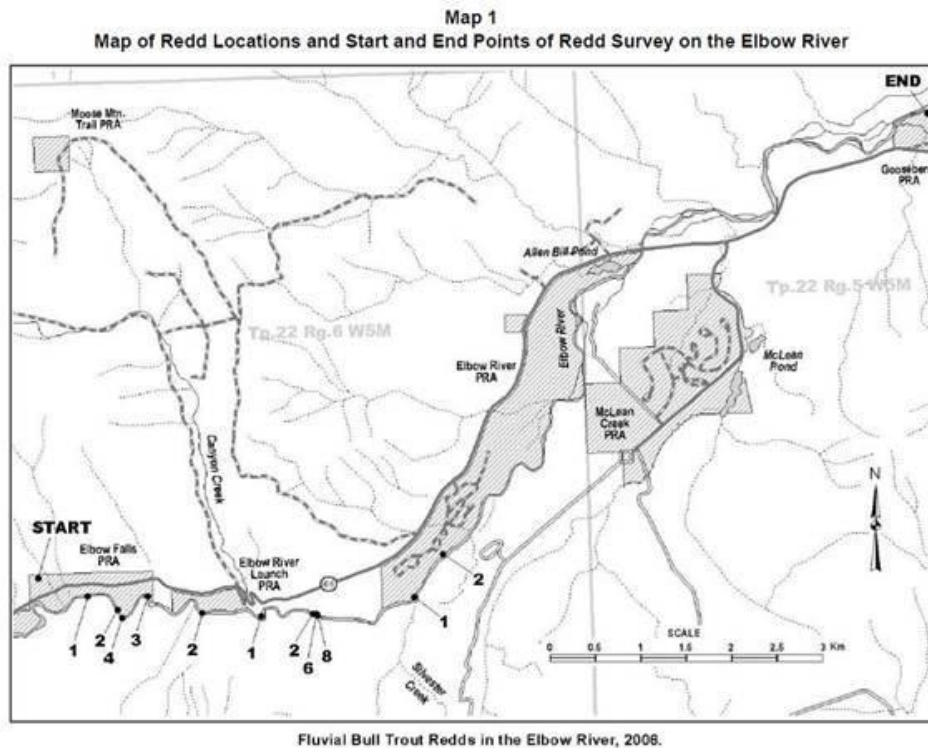 Map 1
Map of Redd Locations and Start and End Points of Redd Survey on the Elbow River
END
Moose Mtn.
Trail PRA
PRA
Allen Bill Pond
Tp.22 Rg.5 W5M
Tp.22 Rg.6 W5M
Elbow River
Elbow River
PRA
McLean
Pond
McLean
Creek
PRA
Canyon Creek
N
START
Elbow Falls
PRA
Elbow River
Launch
PRA
2
1
2
4
3
2
1
2
6
8
1
Silvester
Creek
SCALE
0 0.5 1 1.5 2 2.5 3 Km
Fluvial Bull Trout Redds in the Elbow River, 2006.